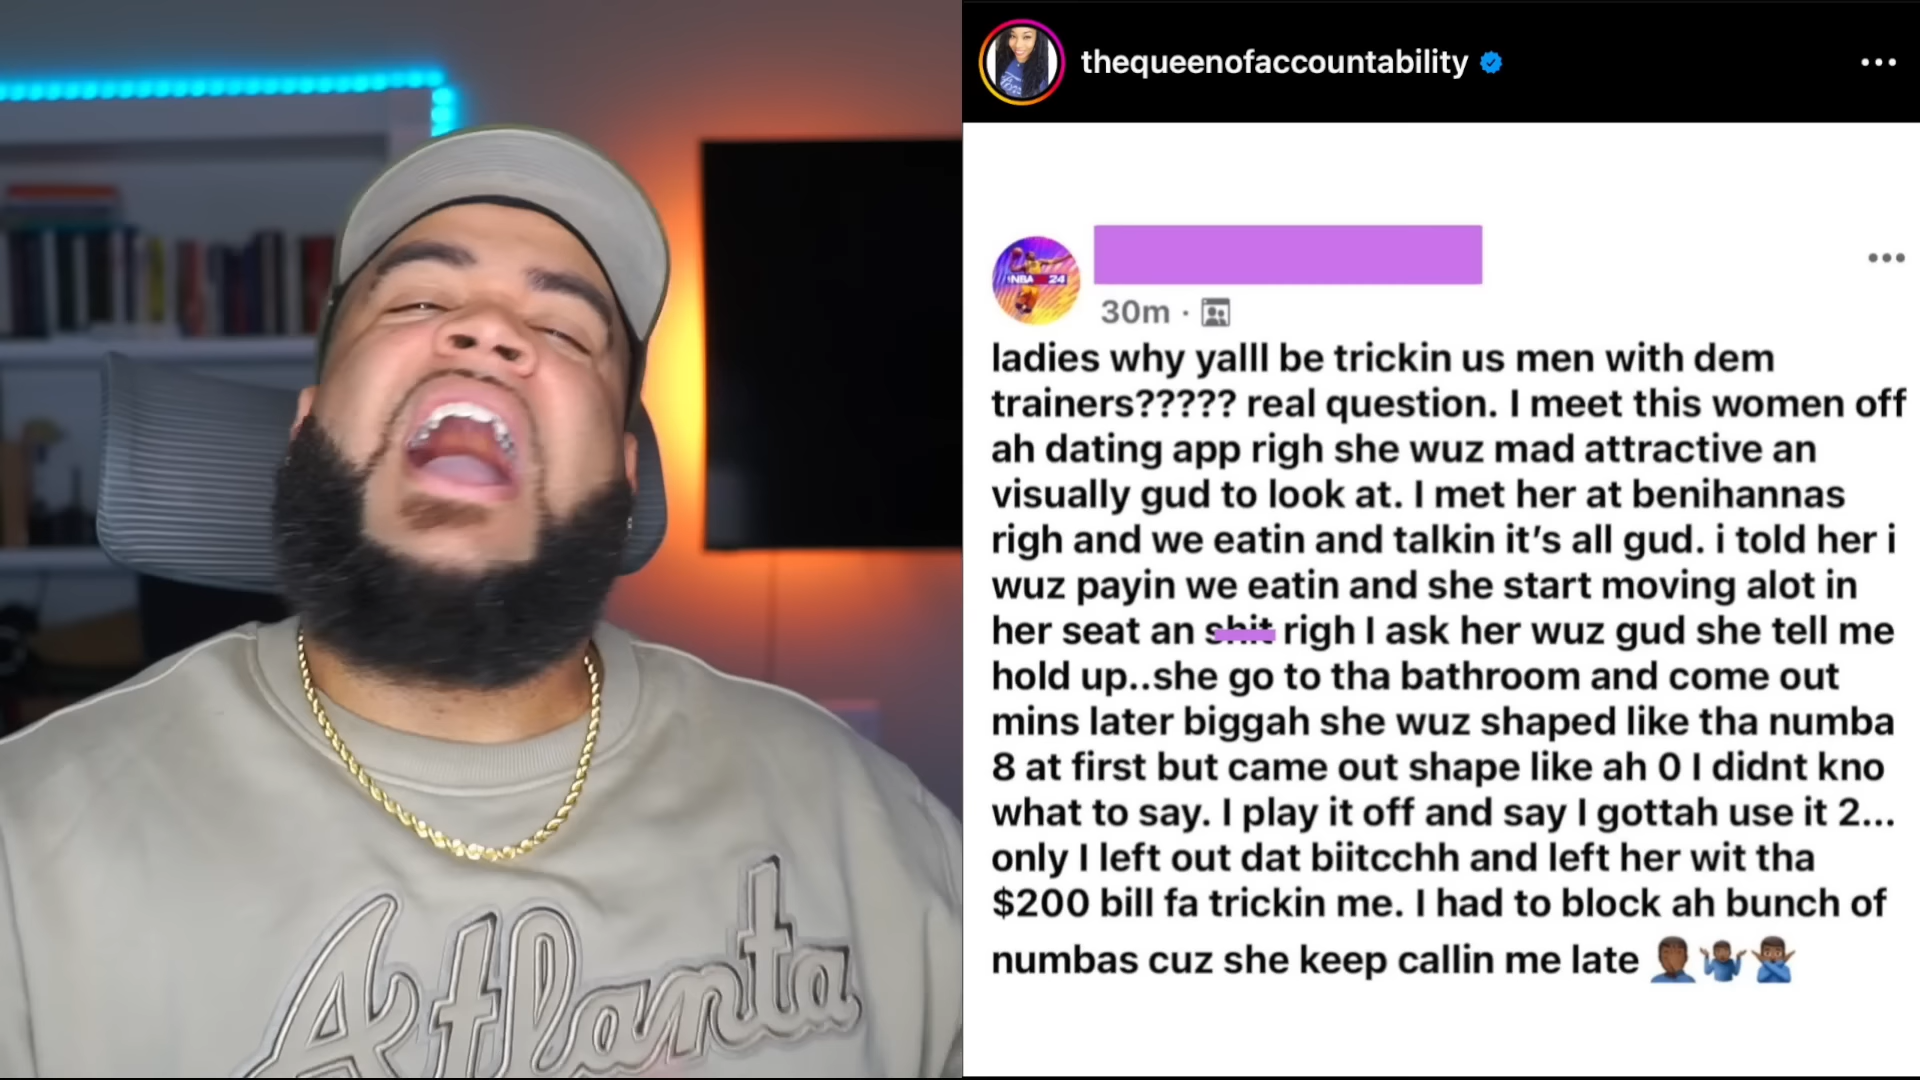 thequeenofaccountability
NBA 24
30m ·
ladies why yalll be trickin us men with dem
trainers????? real question. I meet this women off
ah dating app righ she wuz mad attractive an
visually gud to look at. I met her at benihannas
righ and we eatin and talkin it’s all gud. i told her i
wuz payin we eatin and she start moving alot in
her seat an shit righ I ask her wuz gud she tell me
hold up..she go to tha bathroom and come out
mins later biggah she wuz shaped like tha numba
8 at first but came out shape like ah 0 I didnt kno
what to say. I play it off and say I gottah use it 2...
only I left out dat biitcchh and left her wit tha
$200 bill fa trickin me. I had to block ah bunch of
numbas cuz she keep callin me late 🤦🏾‍♂️🤷🏾‍♂️🙅🏾‍♂️
Atlanta